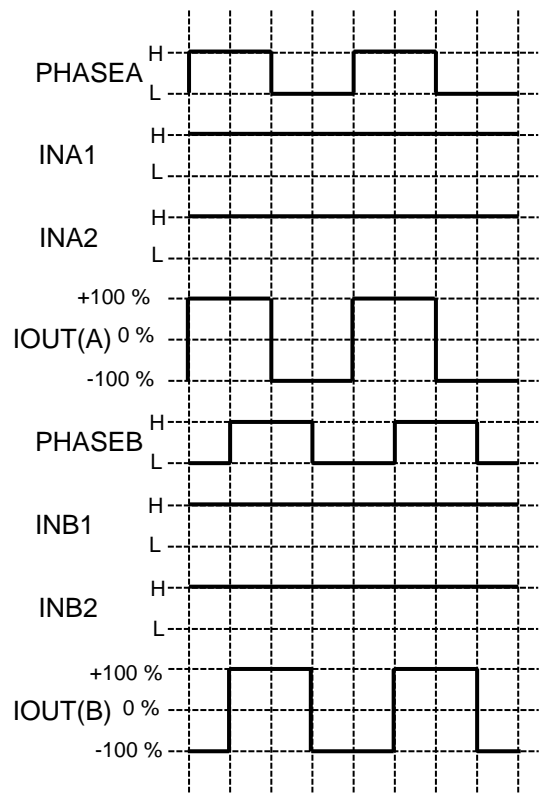 H
PHASEA
L
H
INA1
L
H
INA2
L
+100 %
IOUT(A) 0 %
-100 %
H
PHASEB
L
H
INB1
L
H
INB2
L
+100 %
IOUT(B) 0 %
-100 %